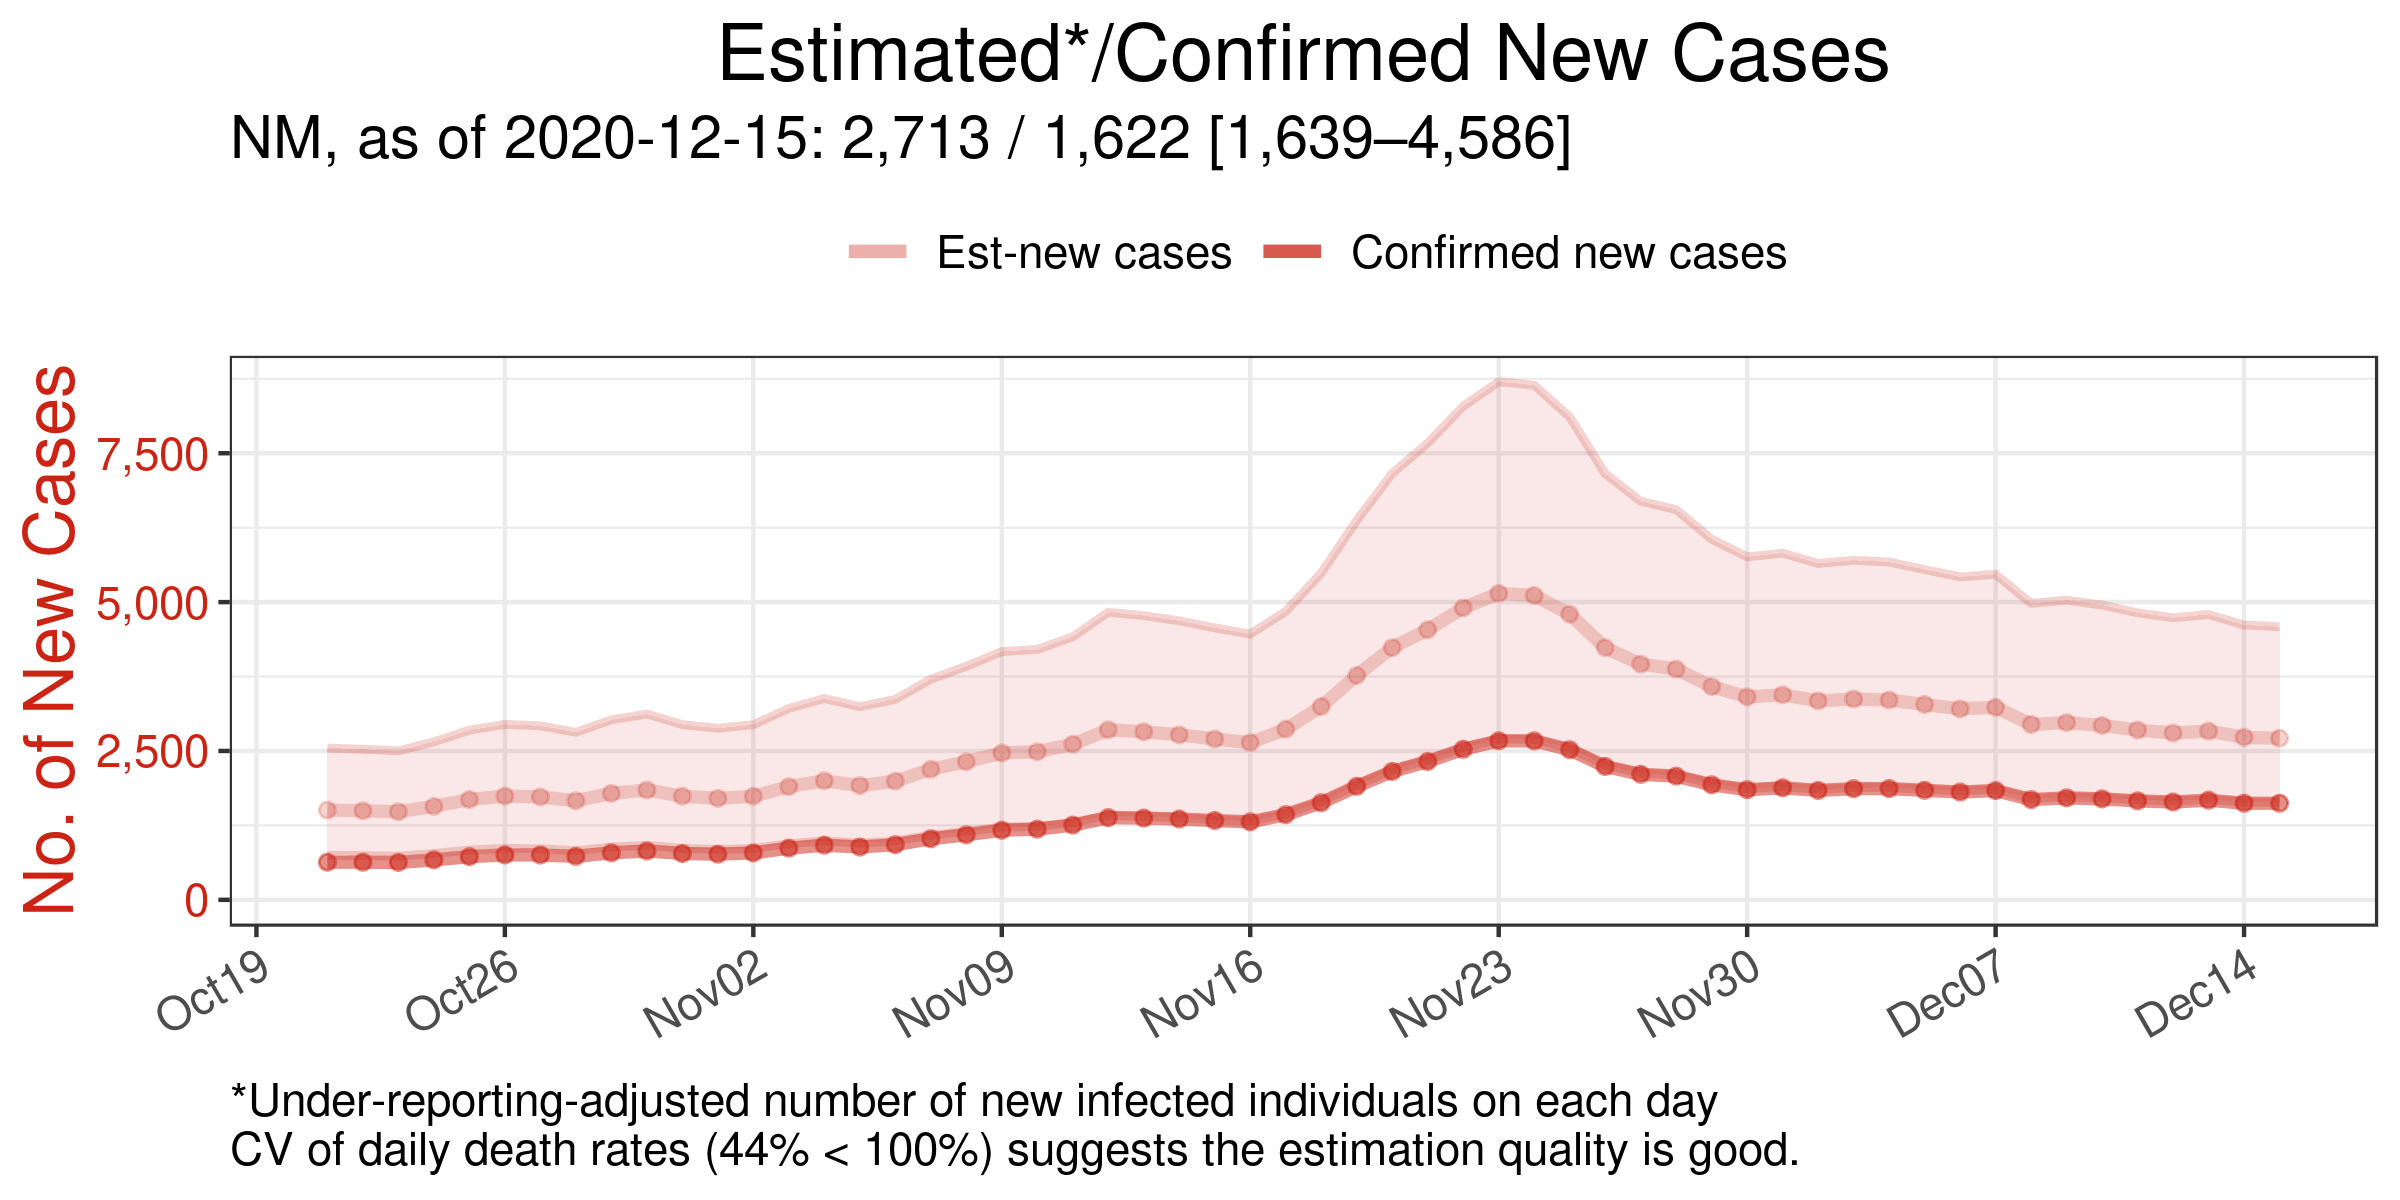 Estimated*/Confirmed New Cases
NM, as of 2020-12-15: 2,713 / 1,622 [1,639–4,586]
Est-new cases
Confirmed new cases
No. of New Cases
7,500
5,000
2,500
0
Oct19
Oct26
Nov02
Nov09
Nov16
Nov23
Nov30
Dec07
Dec14
*Under-reporting-adjusted number of new infected individuals on each day
CV of daily death rates (44% < 100%) suggests the estimation quality is good.